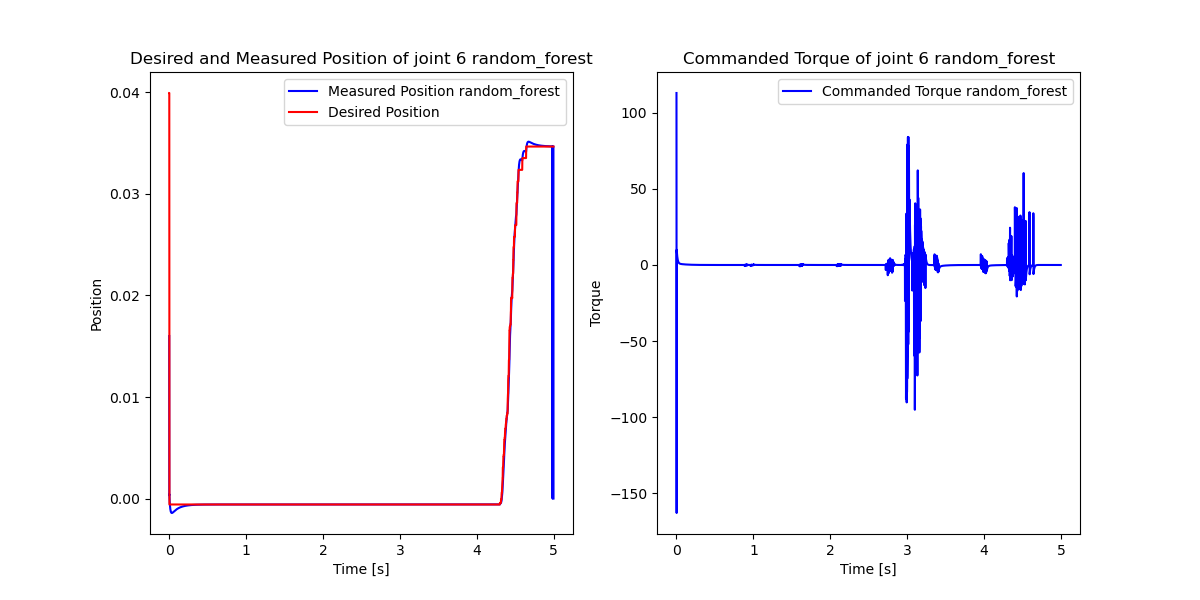 Desired and Measured Position of joint 6 random_forest
Measured Position random_forest
Desired Position
0.04
0.03
0.02
0.01
0.00
Position
0
1
2
3
4
5
Time [s]
Commanded Torque of joint 6 random_forest
Commanded Torque random_forest
100
50
0
−50
−100
−150
Torque
0
1
2
3
4
5
Time [s]